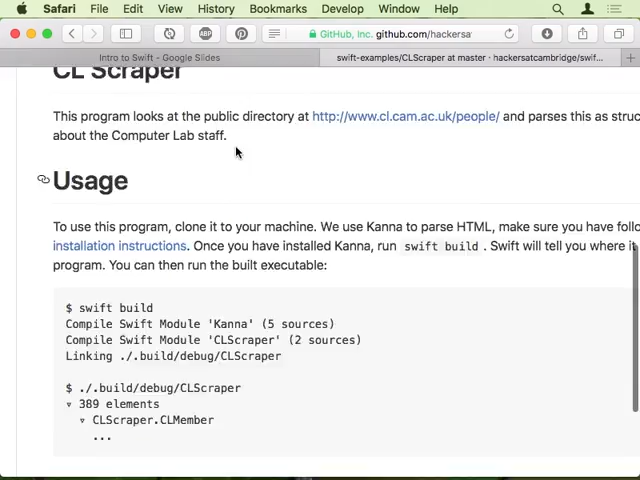 Safari File Edit View History Bookmarks Develop Window Help
GitHub, Inc. github.com/hackersa
Intro to Swift - Google Slides
swift-examples/CLScraper at master · hackersatcambridge/swif...
CL Scraper
This program looks at the public directory at http://www.cl.cam.ac.uk/people/ and parses this as struc
about the Computer Lab staff.
Usage
To use this program, clone it to your machine. We use Kanna to parse HTML, make sure you have follo
installation instructions. Once you have installed Kanna, run swift build . Swift will tell you where it
program. You can then run the built executable:
$ swift build
Compile Swift Module 'Kanna' (5 sources)
Compile Swift Module 'CLScraper' (2 sources)
Linking ./.build/debug/CLScraper
$ ./.build/debug/CLScraper
▿ 389 elements
▿ CLScraper.CLMember
...